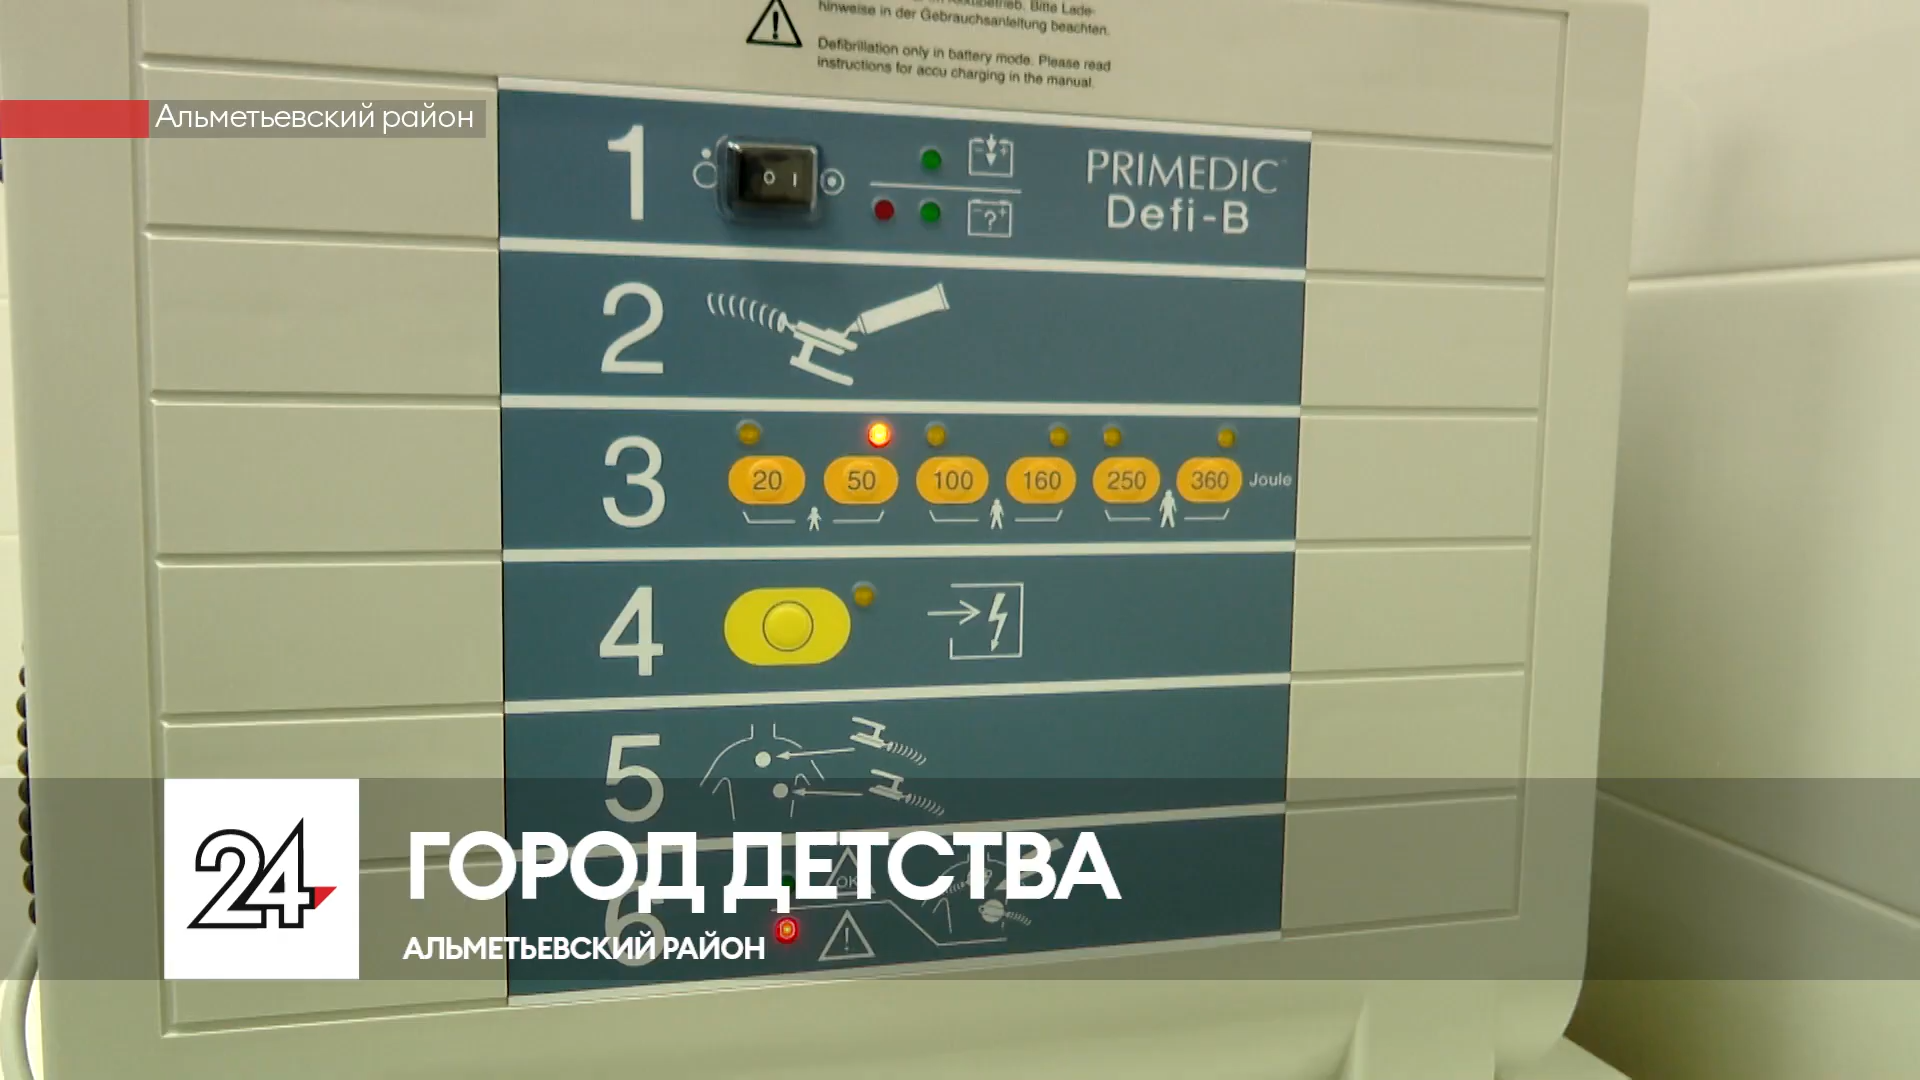 hinweise in der Gebrauchsanleitung beachten.
Defibrillation only in battery mode. Please read
instructions for accu charging in the manual.
Альметьевский район
1
0 I
PRIMEDIC
Defi-B
2
3
20 50 100 160 250 360 Joule
4
5
6
OK
24
ГОРОД ДЕТСТВА
АЛЬМЕТЬЕВСКИЙ РАЙОН